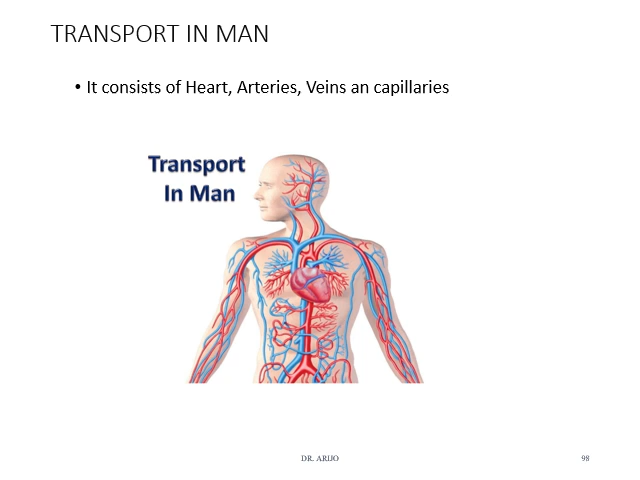 TRANSPORT IN MAN
• It consists of Heart, Arteries, Veins an capillaries
Transport
In Man
DR. ARIJO
98